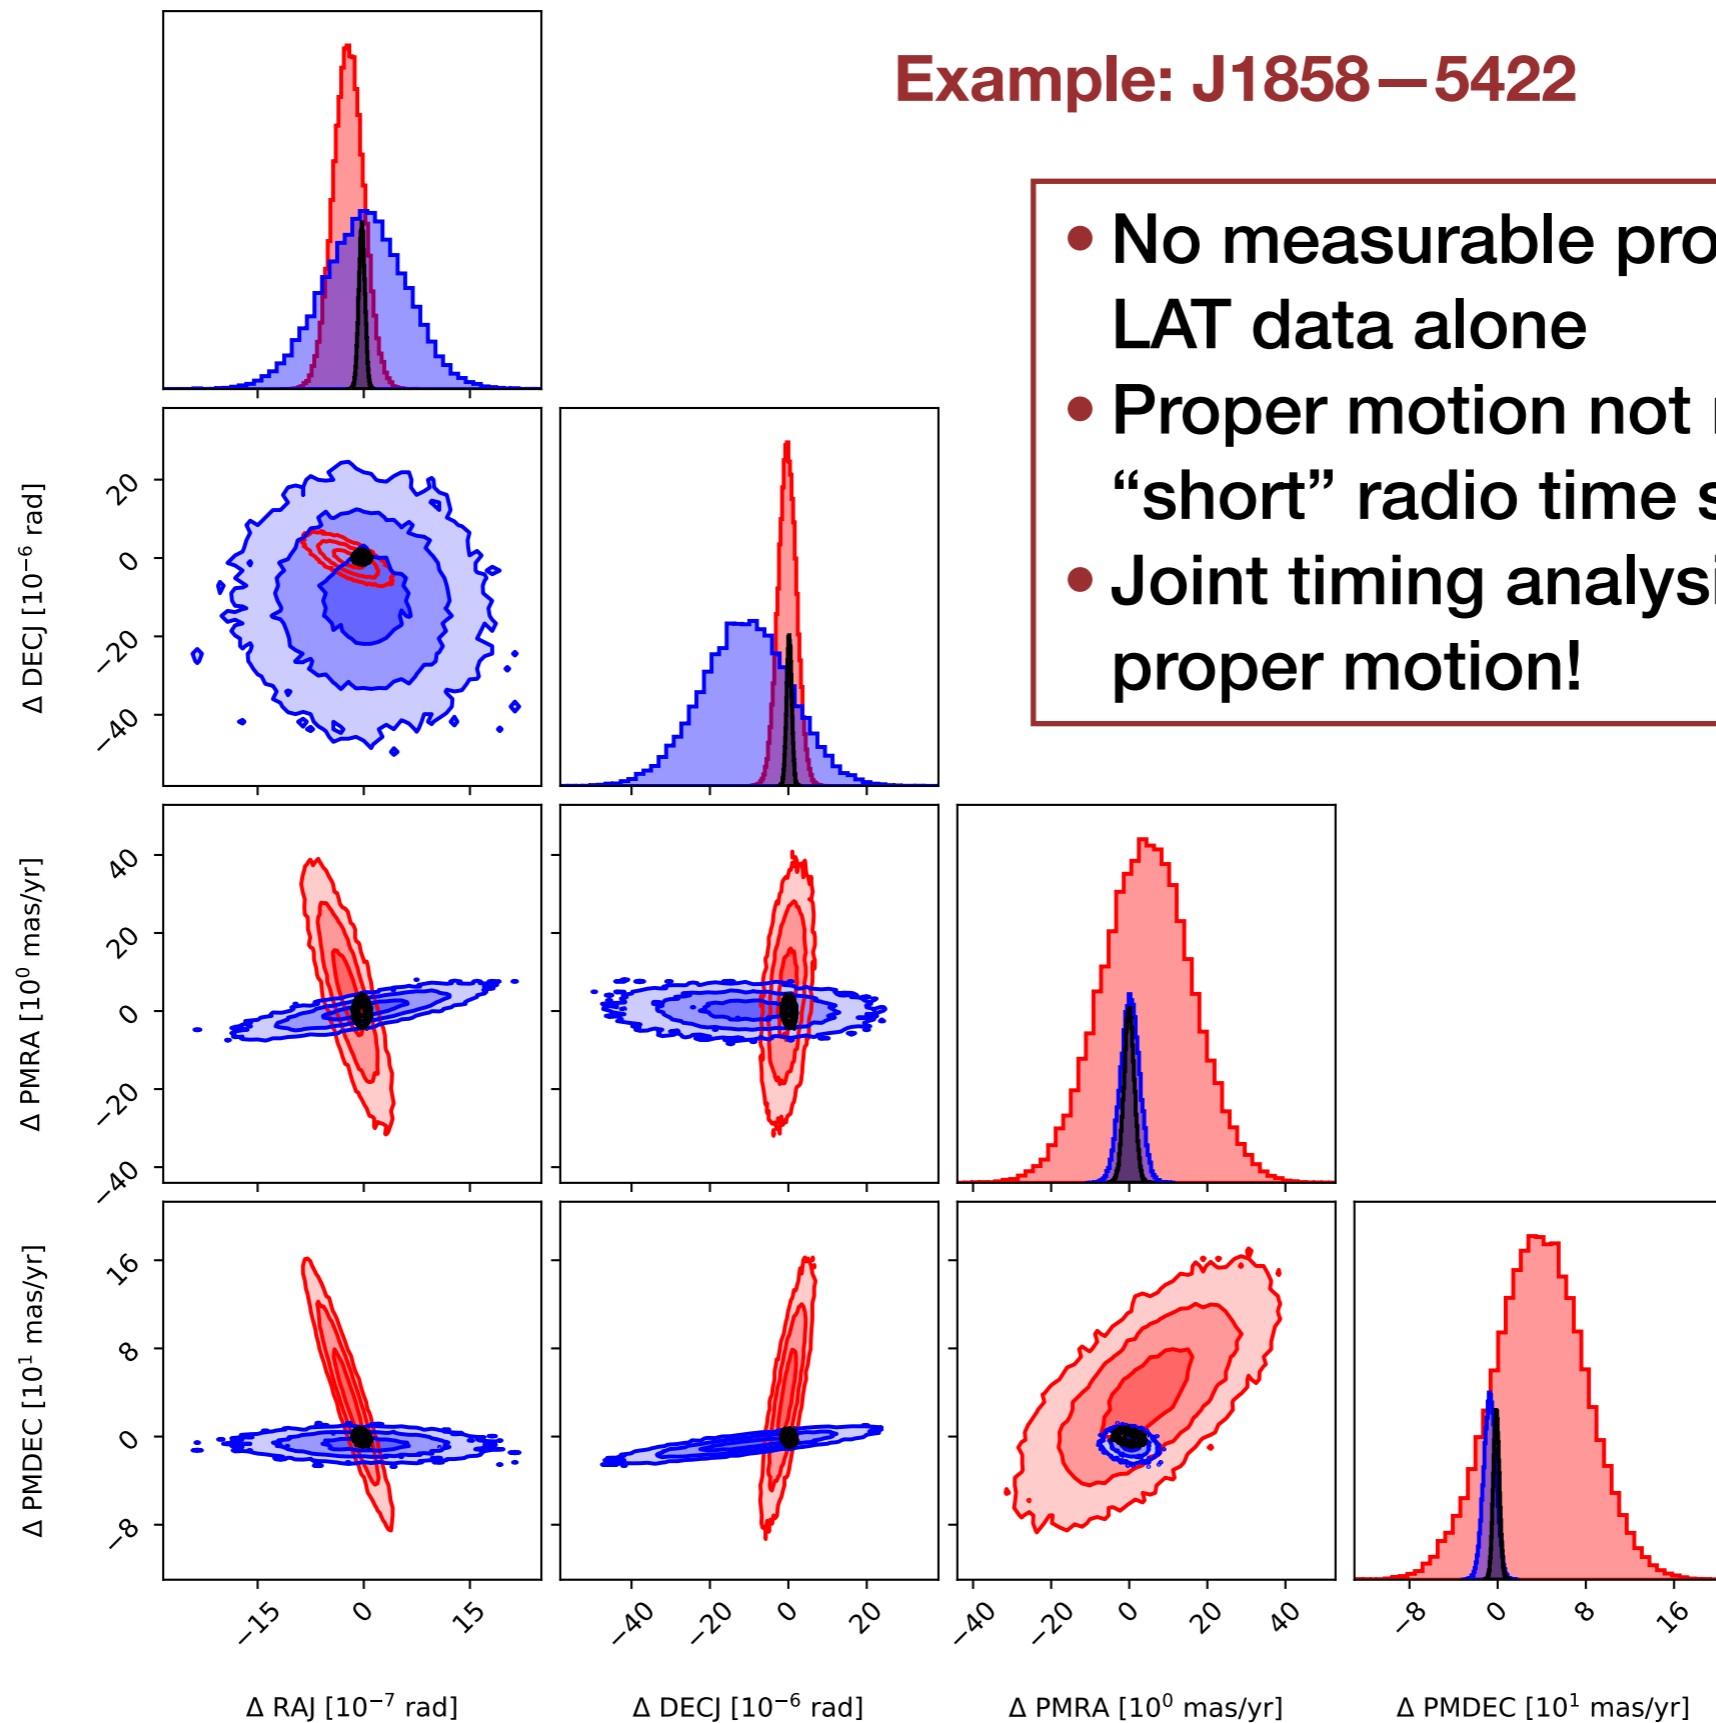 Example: J1858—5422
• No measurable pro
LAT data alone
• Proper motion not
“short” radio time s
• Joint timing analysi
proper motion!
Δ DECJ [10⁻⁶ rad]
20
0
−20
−40
Δ PMRA [10⁰ mas/yr]
40
20
0
−20
−40
Δ PMDEC [10¹ mas/yr]
16
8
0
−8
−15 0 15
−40 −20 0 20
−40 −20 0 20 40
−8 0 8 16
Δ RAJ [10⁻⁷ rad]
Δ DECJ [10⁻⁶ rad]
Δ PMRA [10⁰ mas/yr]
Δ PMDEC [10¹ mas/yr]